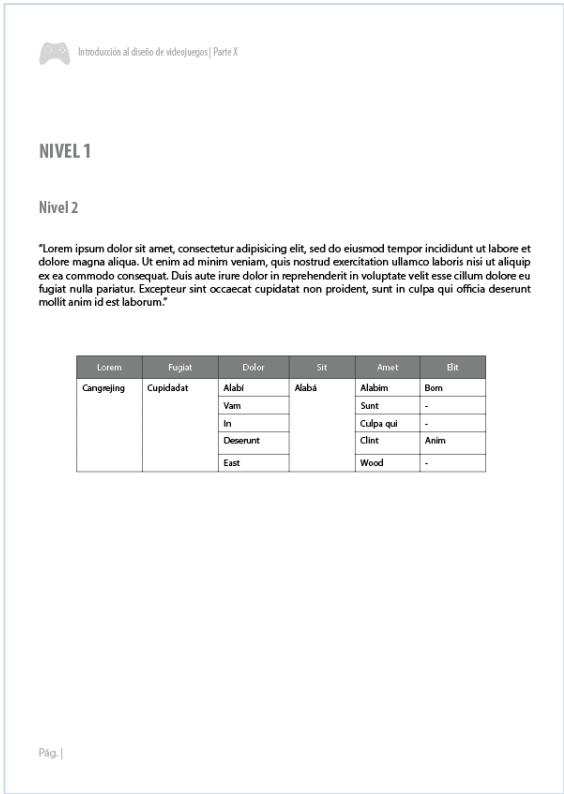 Introducción al diseño de videojuegos | Parte X
NIVEL 1
Nivel 2
“Lorem ipsum dolor sit amet, consectetur adipisicing elit, sed do eiusmod tempor incididunt ut labore et
dolore magna aliqua. Ut enim ad minim veniam, quis nostrud exercitation ullamco laboris nisi ut aliquip
ex ea commodo consequat. Duis aute irure dolor in reprehenderit in voluptate velit esse cillum dolore eu
fugiat nulla pariatur. Excepteur sint occaecat cupidatat non proident, sunt in culpa qui officia deserunt
mollit anim id est laborum.”
Lorem Fugiat Dolor Sit Amet Elit
Cangrejing Cupidadat Alabí Alabá Alabim Bom
Vam Sunt -
In Culpa qui -
Deserunt Clint Anim
East Wood -
Pág. |